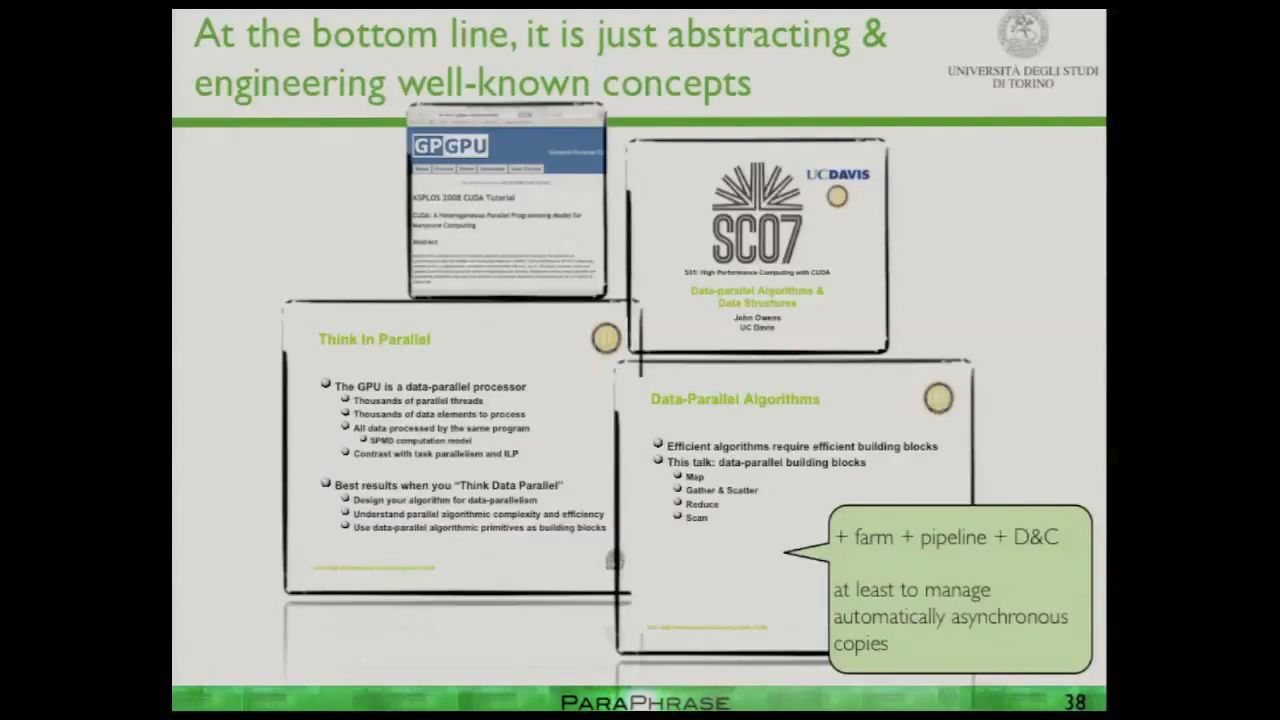 At the bottom line, it is just abstracting &
engineering well-known concepts
UNIVERSITÀ DEGLI STUDI
DI TORINO
GPGPU
ASPLOS 2008 CUDA Tutorial
CUDA: A Heterogeneous Parallel Programming Model for
Manycore Computing
Abstract
UCDAVIS
SC07
S05: High Performance Computing with CUDA
Data-parallel Algorithms &
Data Structures
John Owens
UC Davis
Think In Parallel
The GPU is a data-parallel processor
Thousands of parallel threads
Thousands of data elements to process
All data processed by the same program
SPMD computation model
Contrast with task parallelism and ILP
Best results when you “Think Data Parallel”
Design your algorithm for data-parallelism
Understand parallel algorithmic complexity and efficiency
Use data-parallel algorithmic primitives as building blocks
Data-Parallel Algorithms
Efficient algorithms require efficient building blocks
This talk: data-parallel building blocks
Map
Gather & Scatter
Reduce
Scan
+ farm + pipeline + D&C
at least to manage
automatically asynchronous
copies
PARAPHRASE
38